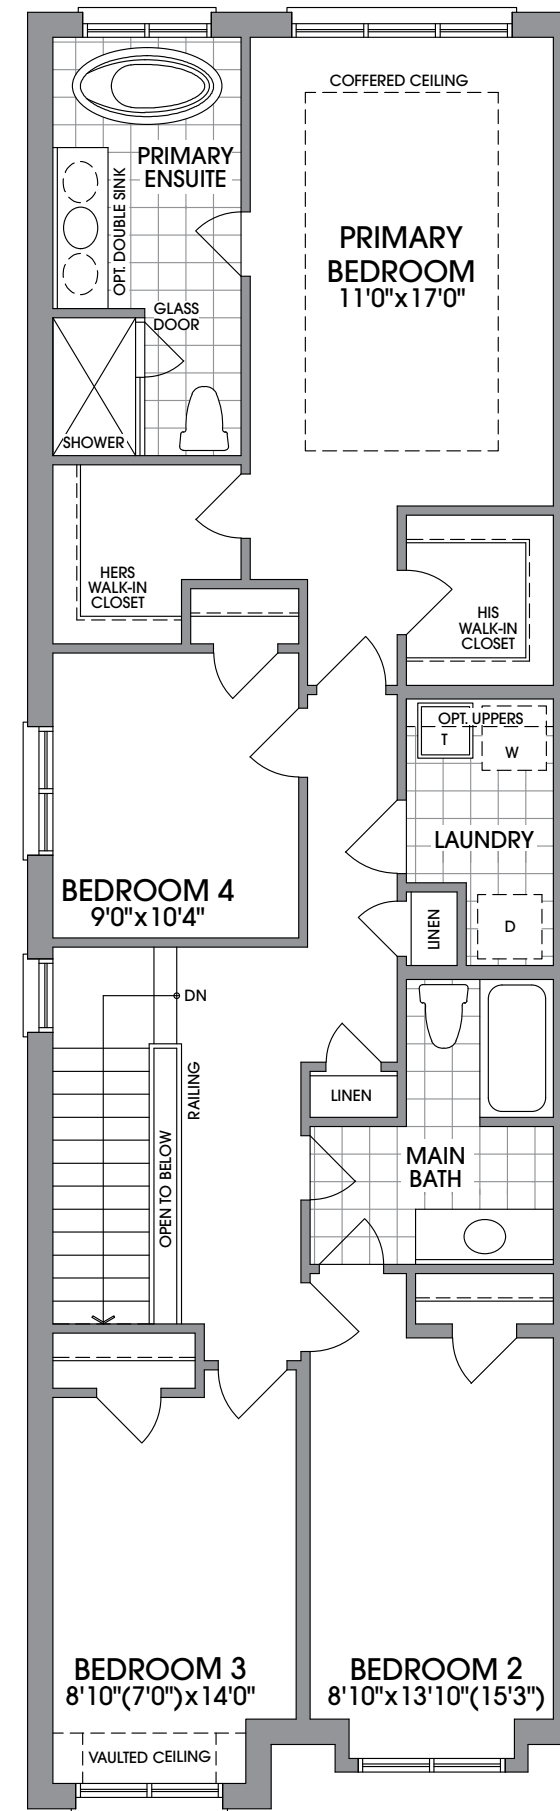 COFFERED CEILING
PRIMARY
ENSUITE
OPT. DOUBLE SINK
PRIMARY
BEDROOM
11'0"x17'0"
GLASS
DOOR
SHOWER
HERS
WALK-IN
CLOSET
HIS
WALK-IN
CLOSET
OPT. UPPERS
T
W
LAUNDRY
BEDROOM 4
9'0"x10'4"
LINEN
D
DN
RAILING
LINEN
OPEN TO BELOW
MAIN
BATH
BEDROOM 3
8'10"(7'0")x14'0"
BEDROOM 2
8'10"x13'10"(15'3")
VAULTED CEILING